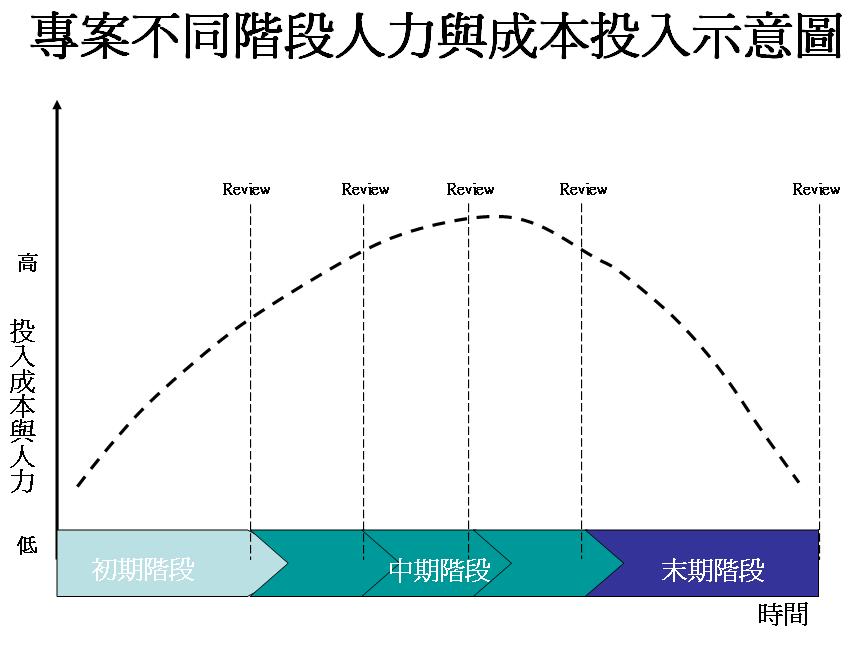 專案不同階段人力與成本投入示意圖
Review
Review
Review
Review
Review
高
投入成本與人力
低
初期階段
中期階段
末期階段
時間